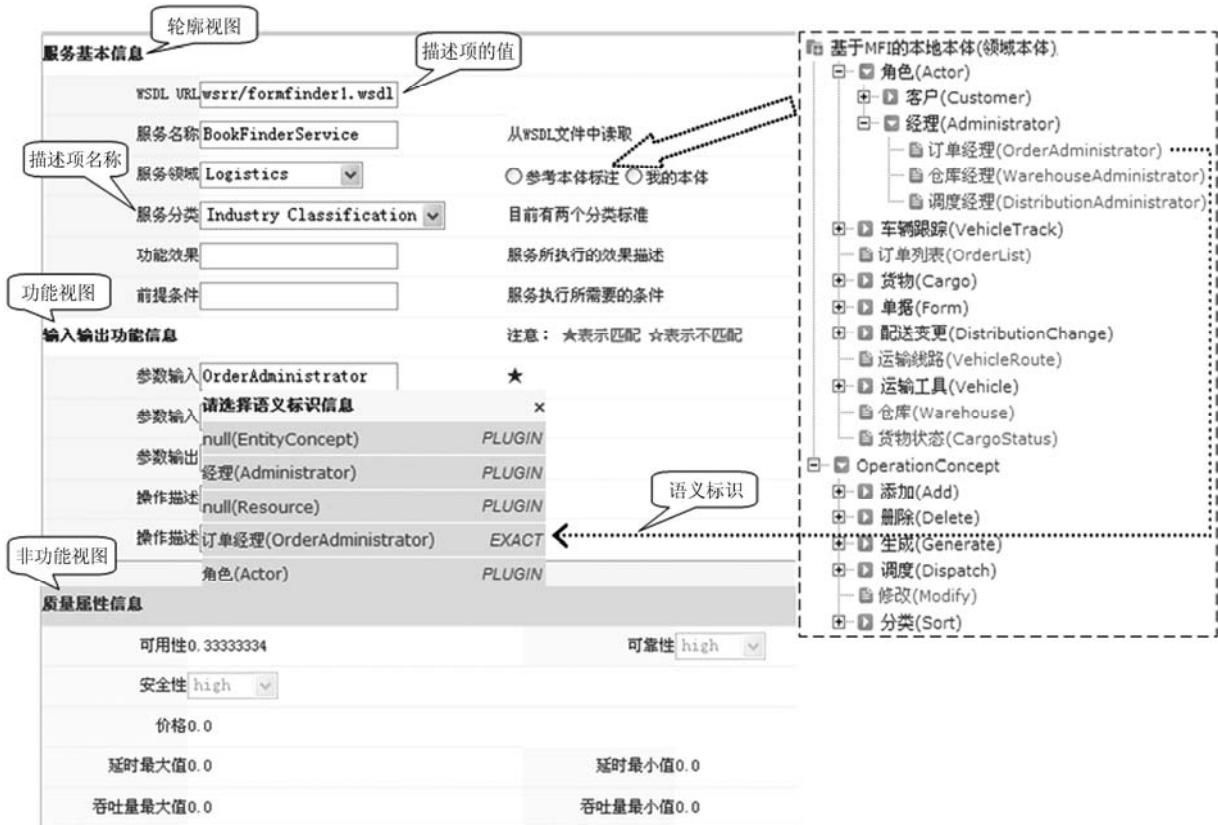 轮廓视图
服务基本信息
描述项的值
WSDL URL wsrr/formfinder1.wsdl
服务名称 BookFinderService 从WSDL文件中读取
描述项名称
服务领域 Logistics 参考本体标注 我的本体
服务分类 Industry Classification 目前有两个分类标准
功能效果 服务所执行的效果描述
功能视图
前提条件 服务执行所需要的条件
输入输出功能信息 注意： ★表示匹配 ☆表示不匹配
参数输入 OrderAdministrator ★
请选择语义标识信息 ×
参数输入
null(EntityConcept) PLUGIN
参数输出
经理(Administrator) PLUGIN
操作描述
null(Resource) PLUGIN
语义标识
操作描述
订单经理(OrderAdministrator) EXACT
非功能视图
角色(Actor) PLUGIN
质量属性信息
可用性 0.33333334 可靠性 high
安全性 high
价格 0.0
延时最大值 0.0 延时最小值 0.0
吞吐量最大值 0.0 吞吐量最小值 0.0
基于MFI的本地本体(领域本体)
角色(Actor)
客户(Customer)
经理(Administrator)
订单经理(OrderAdministrator)
仓库经理(WarehouseAdministrator)
调度经理(DistributionAdministrator)
车辆跟踪(VehicleTrack)
订单列表(OrderList)
货物(Cargo)
单据(Form)
配送变更(DistributionChange)
运输线路(VehicleRoute)
运输工具(Vehicle)
仓库(Warehouse)
货物状态(CargoStatus)
OperationConcept
添加(Add)
删除(Delete)
生成(Generate)
调度(Dispatch)
修改(Modify)
分类(Sort)